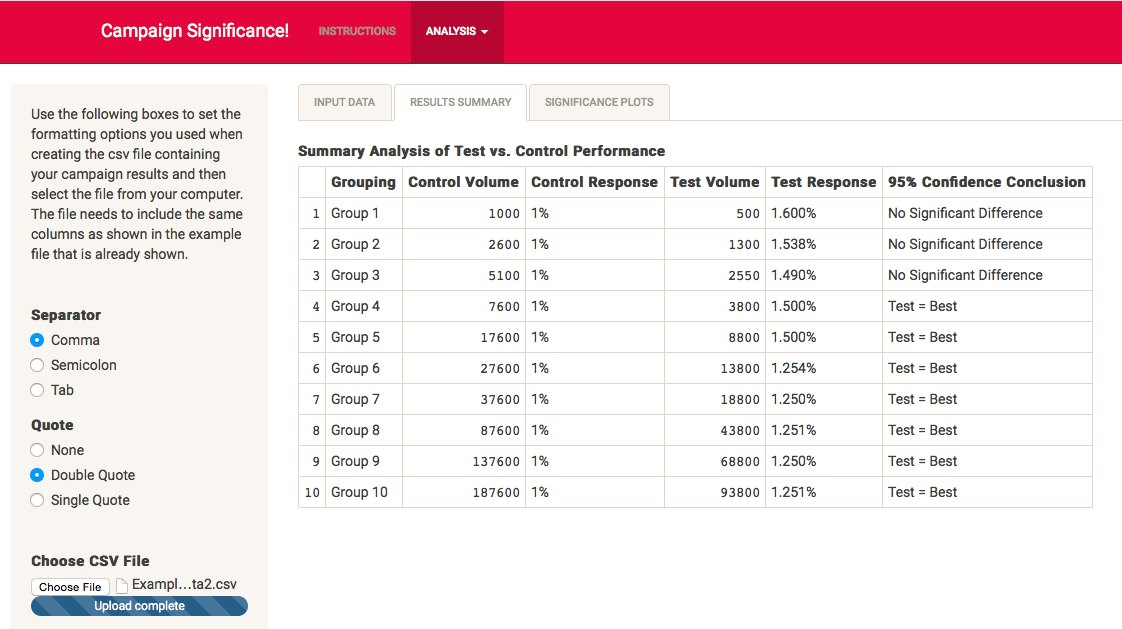 Campaign Significance! INSTRUCTIONS ANALYSIS
Use the following boxes to set the
formatting options you used when
creating the csv file containing
your campaign results and then
select the file from your computer.
The file needs to include the same
columns as shown in the example
file that is already shown.
Separator
Comma
Semicolon
Tab
Quote
None
Double Quote
Single Quote
Choose CSV File
Choose File Exampl...ta2.csv
Upload complete
INPUT DATA RESULTS SUMMARY SIGNIFICANCE PLOTS
Summary Analysis of Test vs. Control Performance
Grouping Control Volume Control Response Test Volume Test Response 95% Confidence Conclusion
1 Group 1 1000 1% 500 1.600% No Significant Difference
2 Group 2 2600 1% 1300 1.538% No Significant Difference
3 Group 3 5100 1% 2550 1.490% No Significant Difference
4 Group 4 7600 1% 3800 1.500% Test = Best
5 Group 5 17600 1% 8800 1.500% Test = Best
6 Group 6 27600 1% 13800 1.254% Test = Best
7 Group 7 37600 1% 18800 1.250% Test = Best
8 Group 8 87600 1% 43800 1.251% Test = Best
9 Group 9 137600 1% 68800 1.250% Test = Best
10 Group 10 187600 1% 93800 1.251% Test = Best